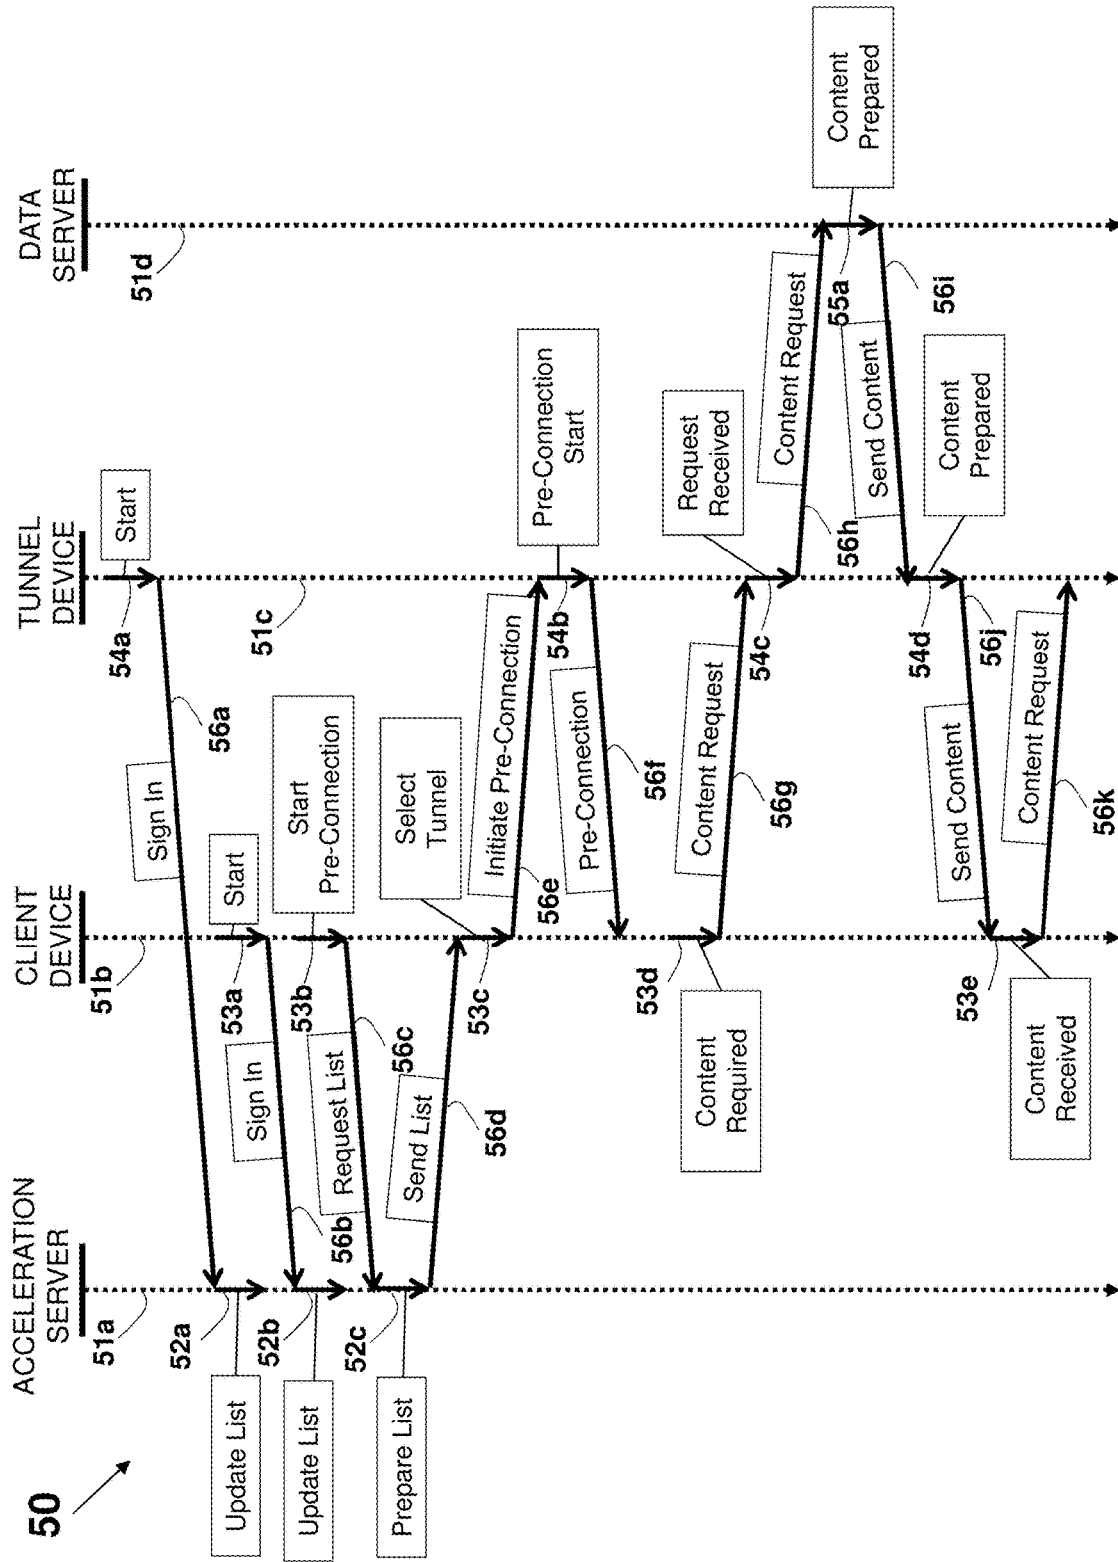 50
ACCELERATION
SERVER
CLIENT
DEVICE
TUNNEL
DEVICE
DATA
SERVER
51a
51b
54a
Start
51d
Sign In
56a
51c
52a
Update List
53a
Start
Sign In
56b
52b
Update List
53b
Start
Pre-Connection
Request List
56c
52c
Prepare List
Send List
56d
53c
Select
Tunnel
Initiate Pre-Connection
56e
54b
Pre-Connection
Start
Pre-Connection
56f
53d
Content
Required
Content Request
56g
54c
Request
Received
Content Request
56h
55a
Content
Prepared
Send Content
56i
54d
Content
Prepared
56j
Send Content
53e
Content
Received
Content Request
56k